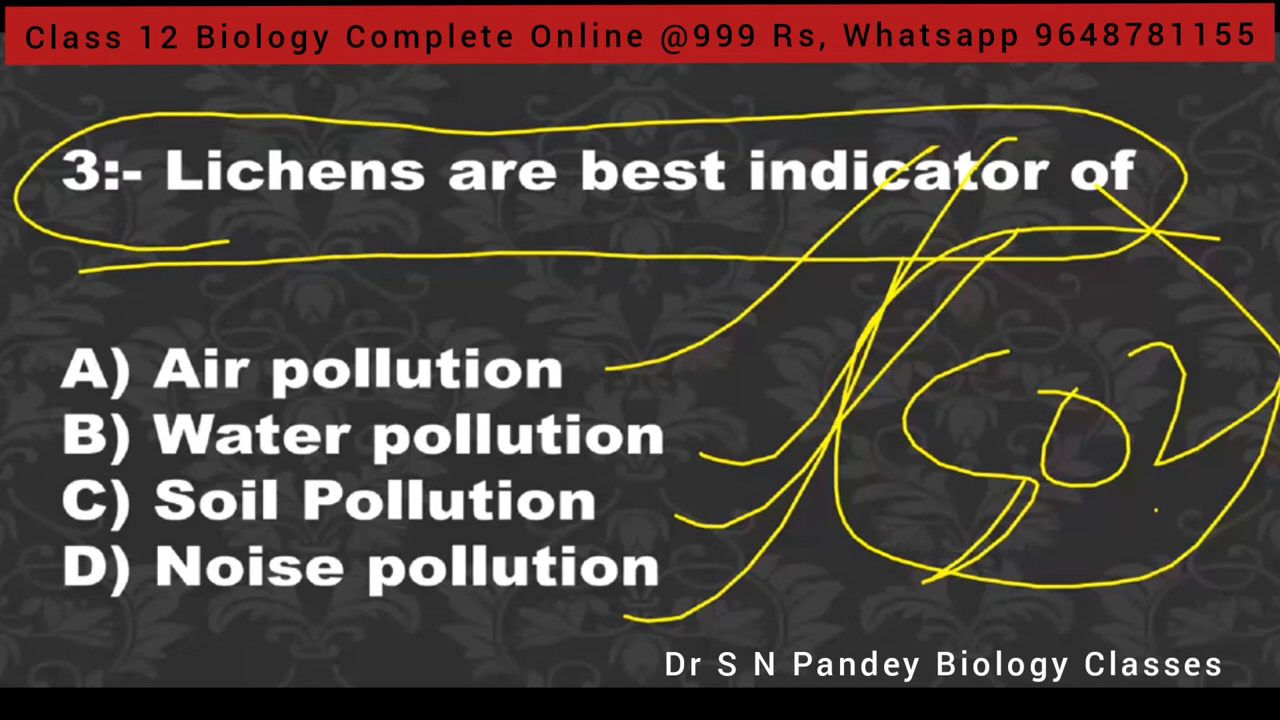 Class 12 Biology Complete Online @999 Rs, Whatsapp 9648781155
3:- Lichens are best indicator of
A) Air pollution
B) Water pollution
C) Soil Pollution
D) Noise pollution
SO2
Dr S N Pandey Biology Classes